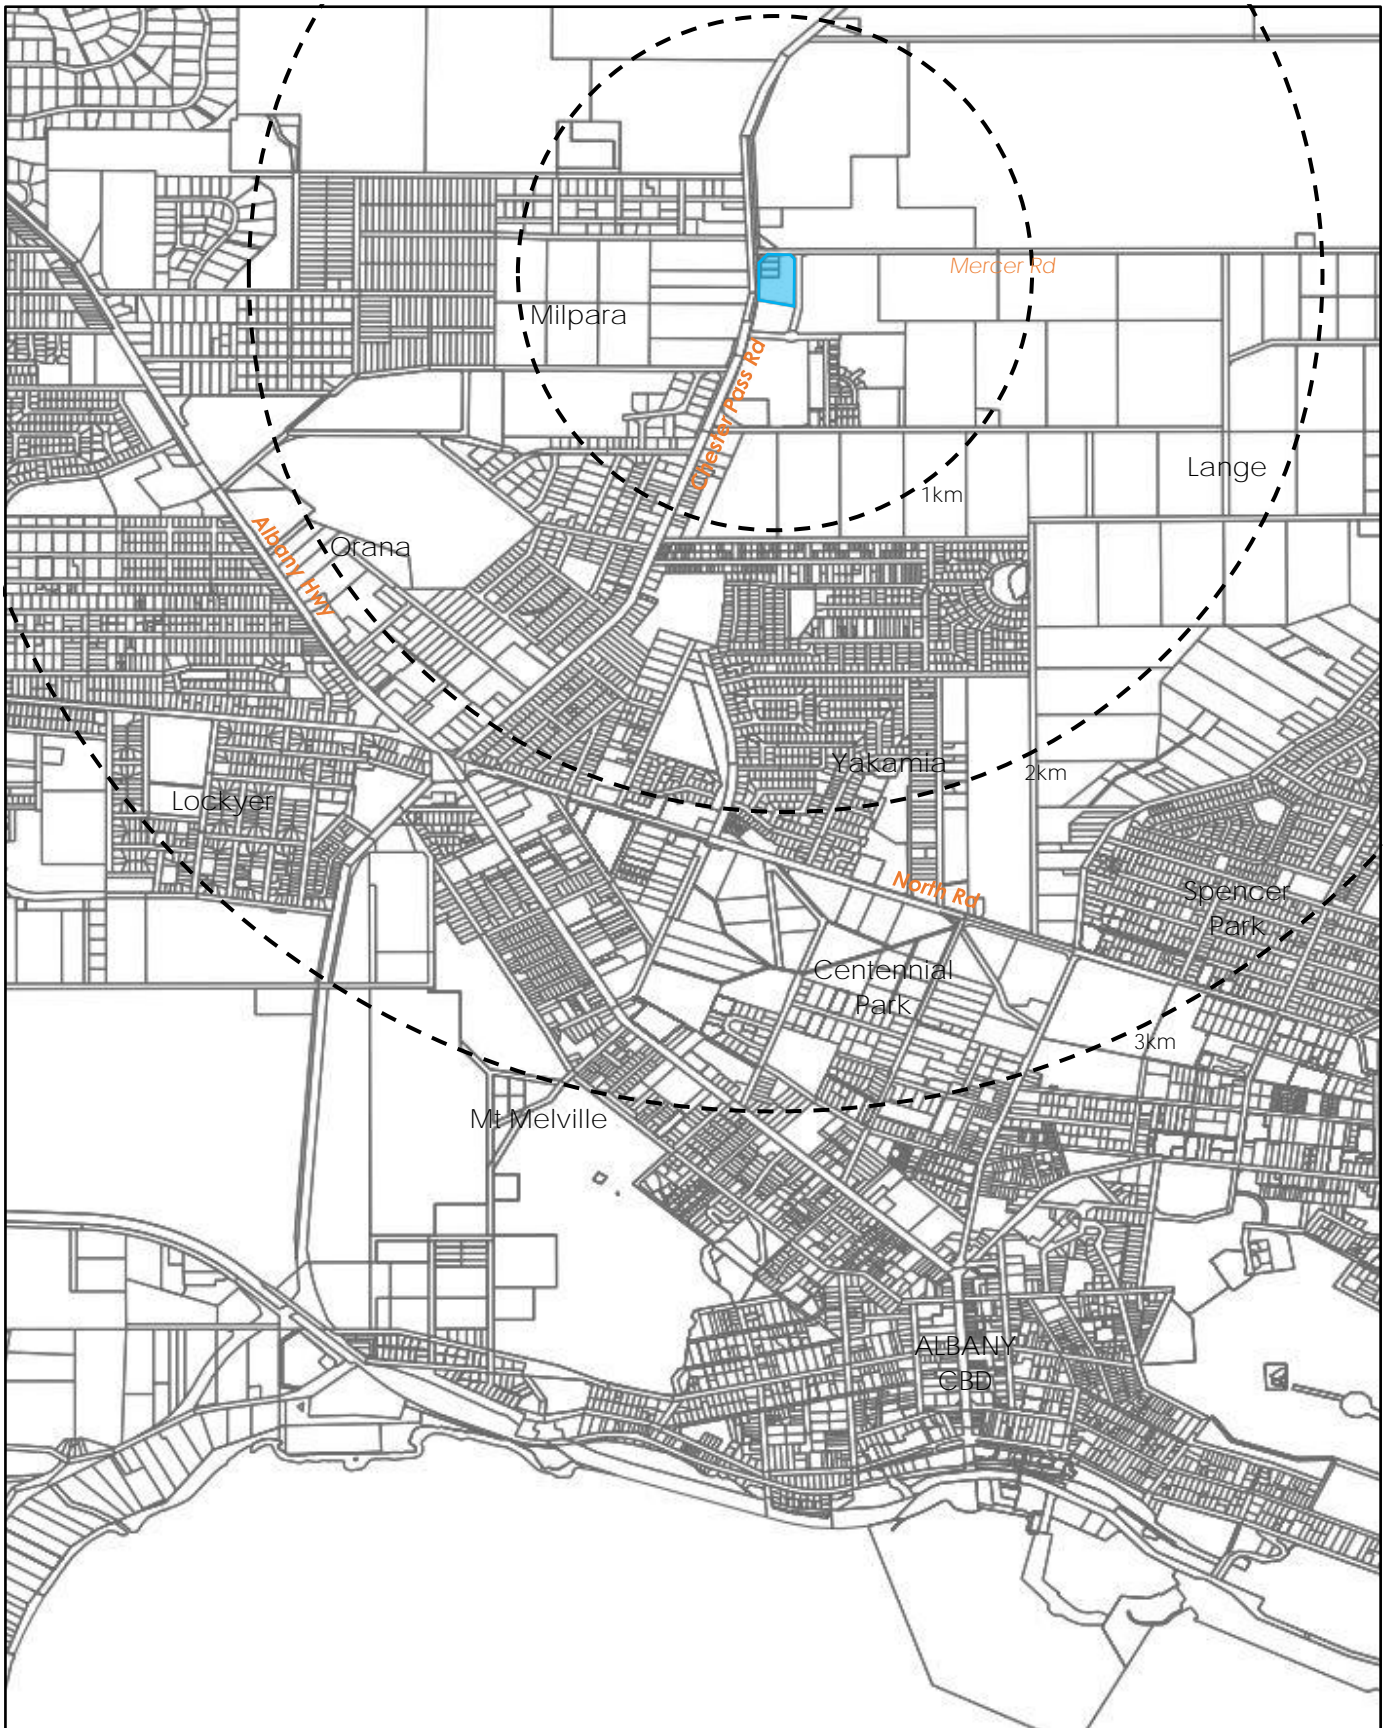 Mercer Rd
Milpara
Chester Pass Rd
Lange
1km
Albany Hwy
Orana
Yakamia
2km
Lockyer
North Rd
Spencer
Park
Centennial
Park
3km
Mt Melville
ALBANY
CBD